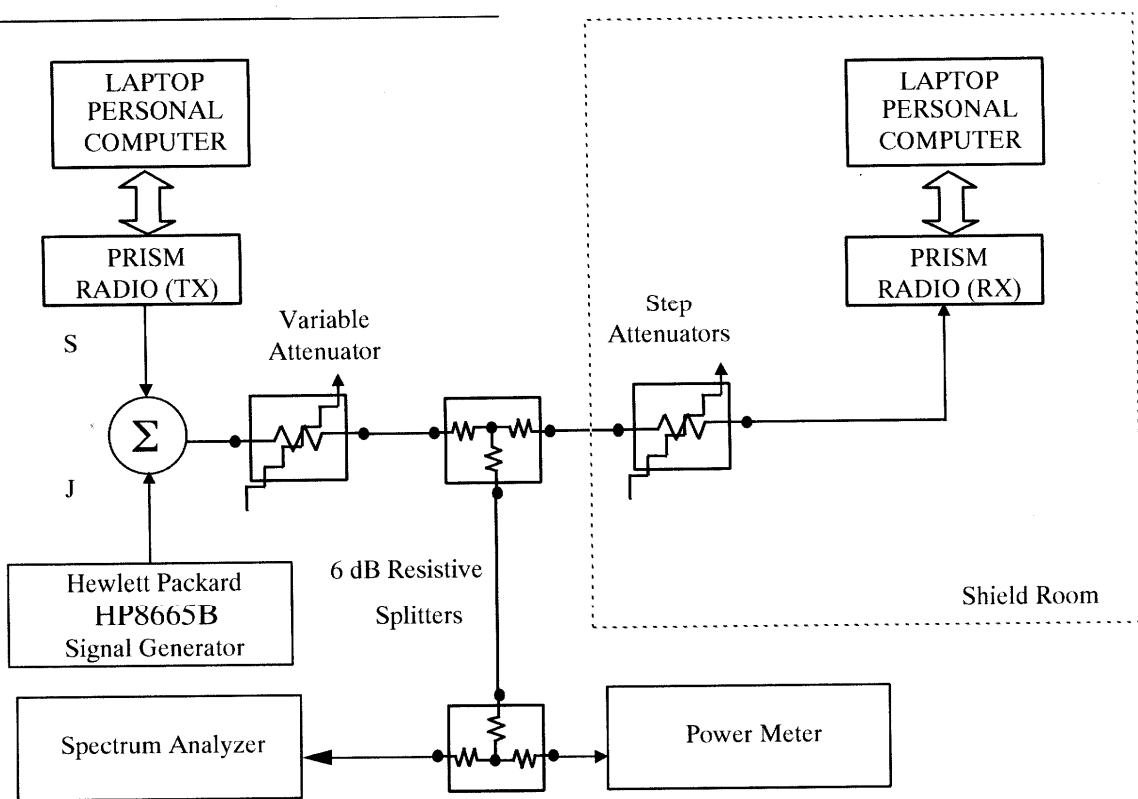 LAPTOP
PERSONAL
COMPUTER
LAPTOP
PERSONAL
COMPUTER
PRISM
RADIO (TX)
PRISM
RADIO (RX)
S
Variable
Attenuator
Step
Attenuators
Σ
J
Hewlett Packard
HP8665B
Signal Generator
6 dB Resistive
Splitters
Shield Room
Spectrum Analyzer
Power Meter